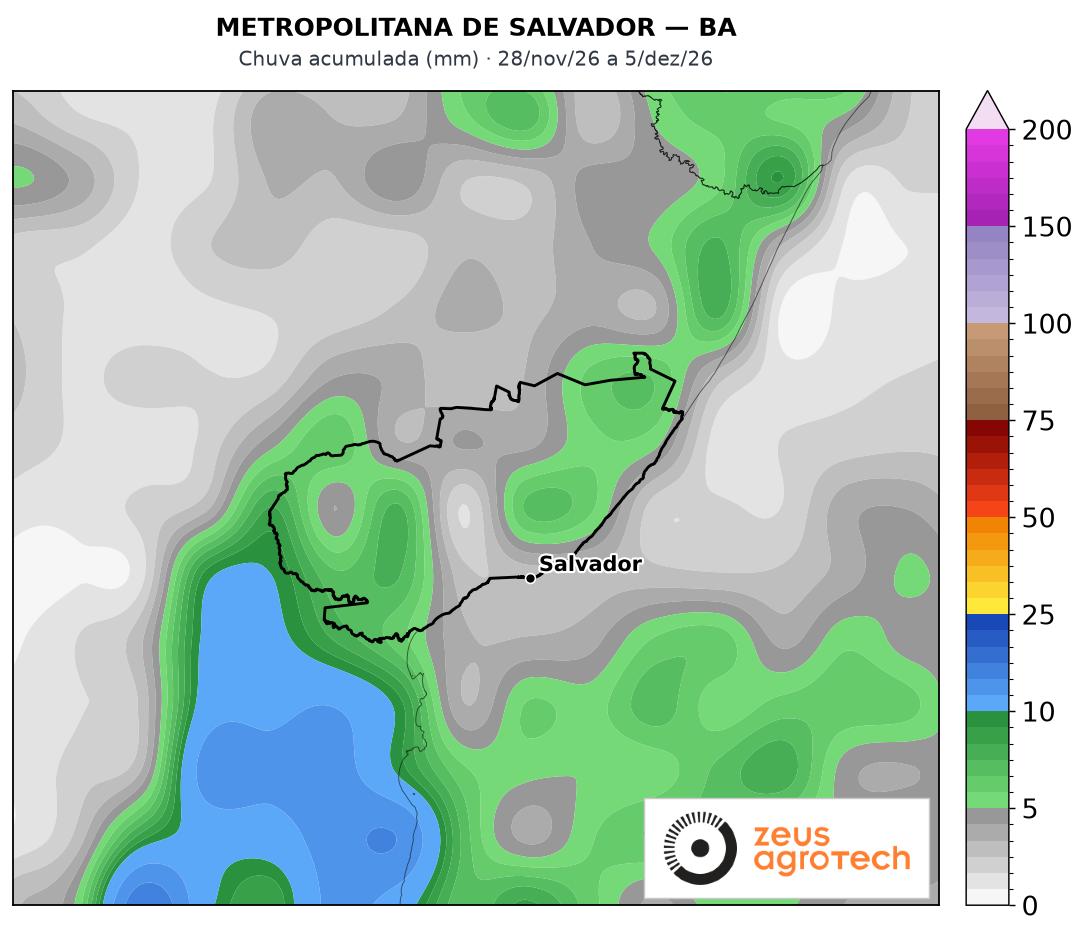 METROPOLITANA DE SALVADOR — BA
Chuva acumulada (mm) · 28/nov/26 a 5/dez/26
200
150
100
75
50
25
10
5
0
Salvador
zeus
agrotech